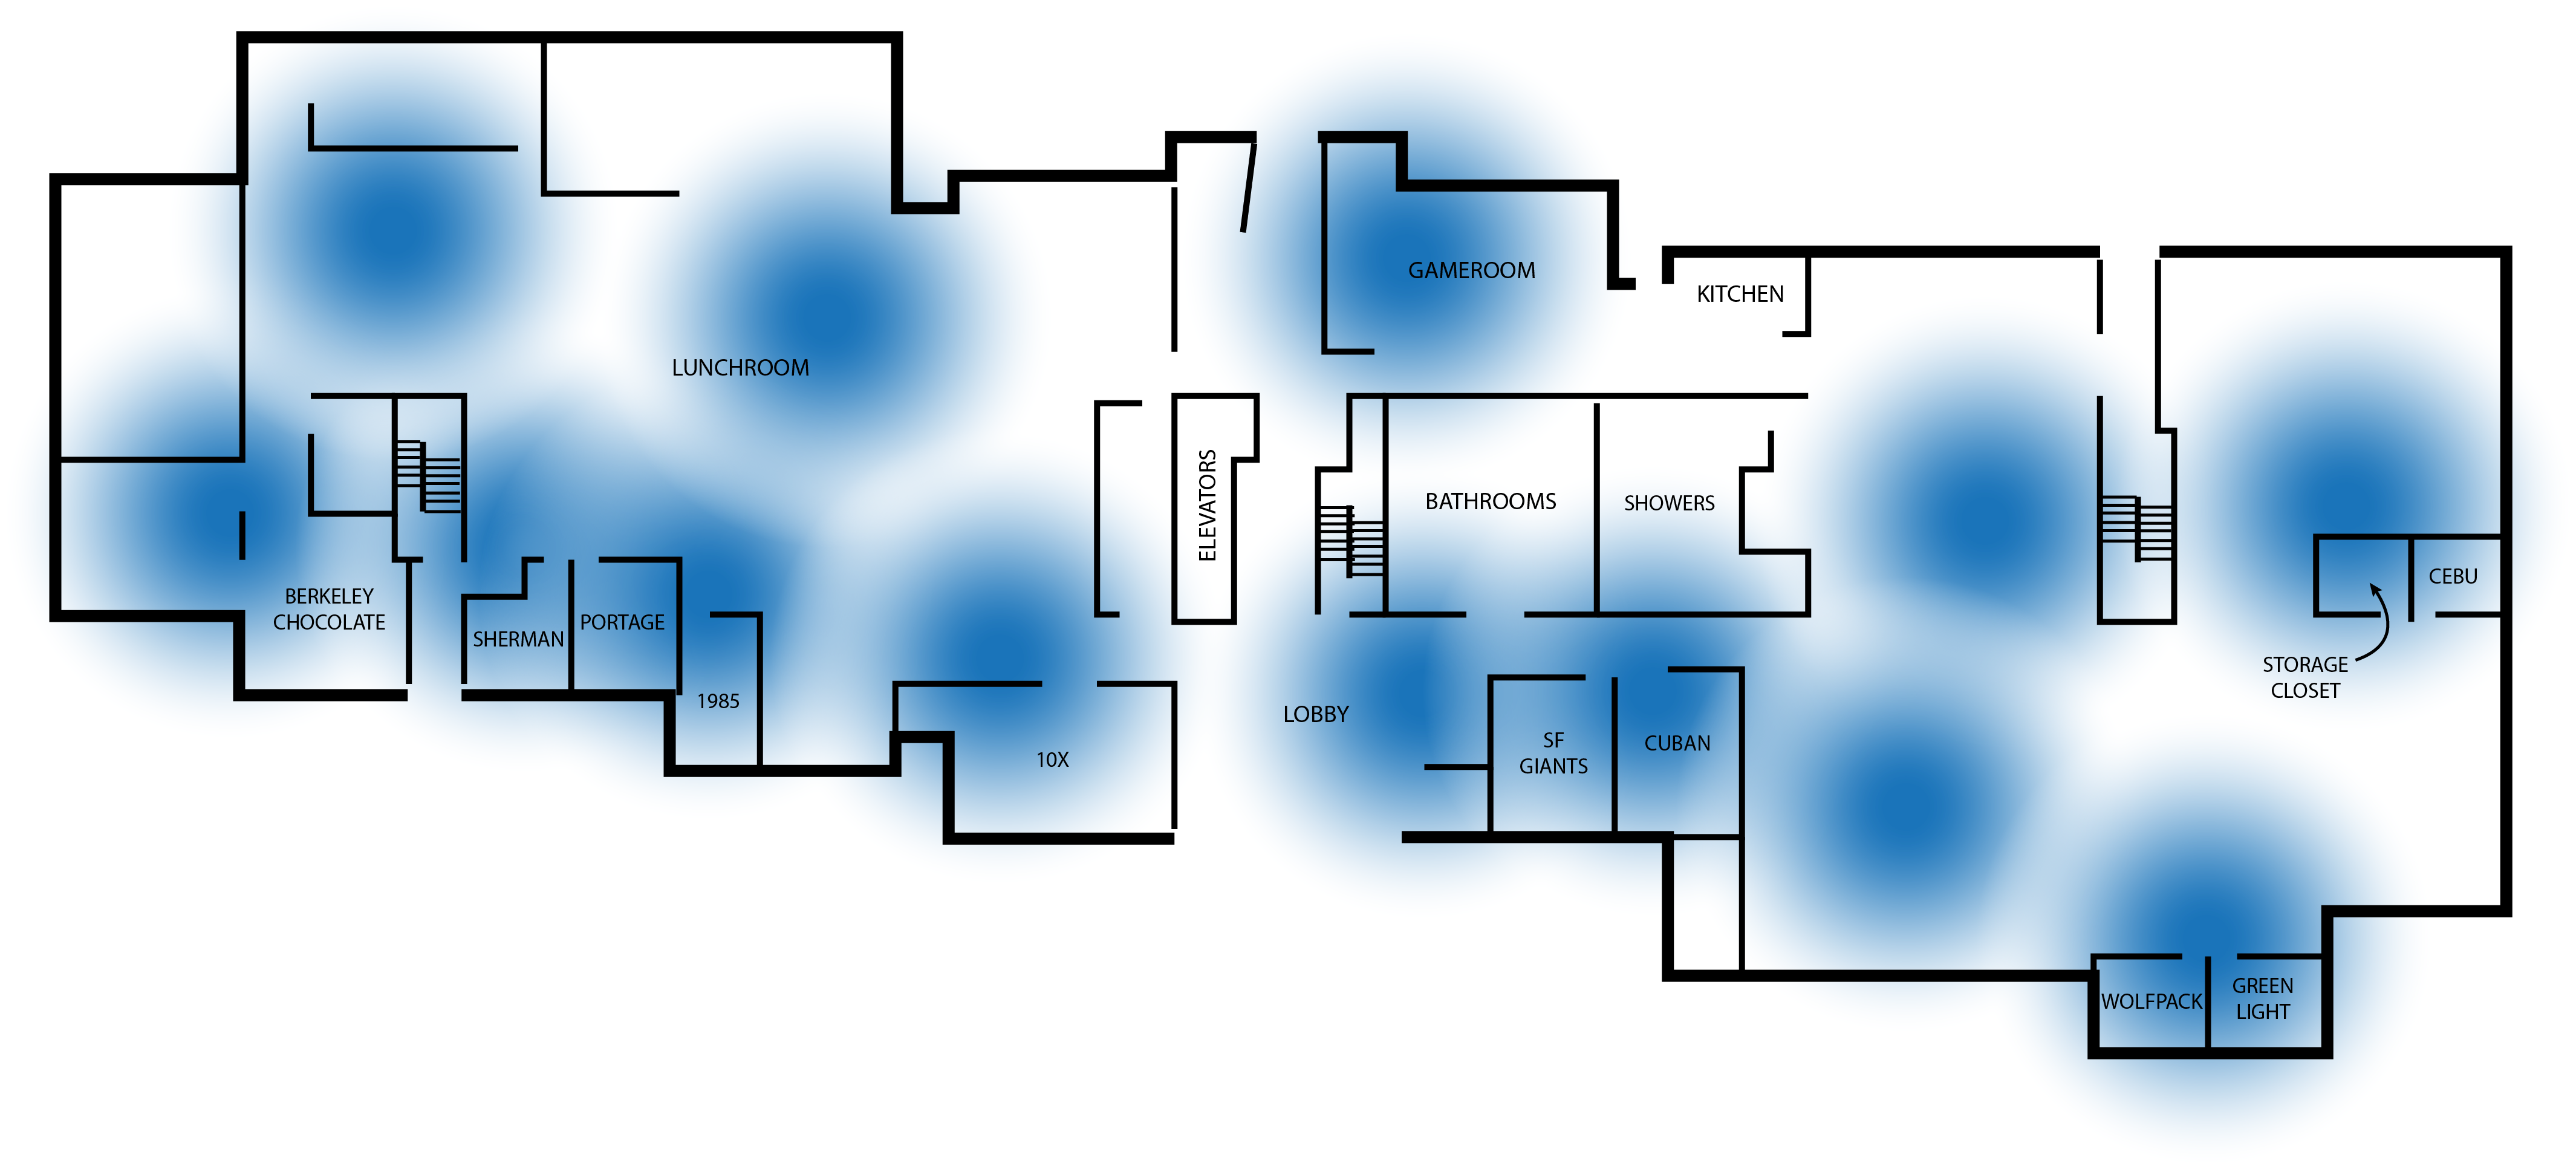 GAMEROOM
KITCHEN
LUNCHROOM
ELEVATORS
BATHROOMS
SHOWERS
BERKELEY
CHOCOLATE
SHERMAN
PORTAGE
1985
10X
LOBBY
SF
GIANTS
CUBAN
CEBU
STORAGE
CLOSET
WOLFPACK
GREEN
LIGHT